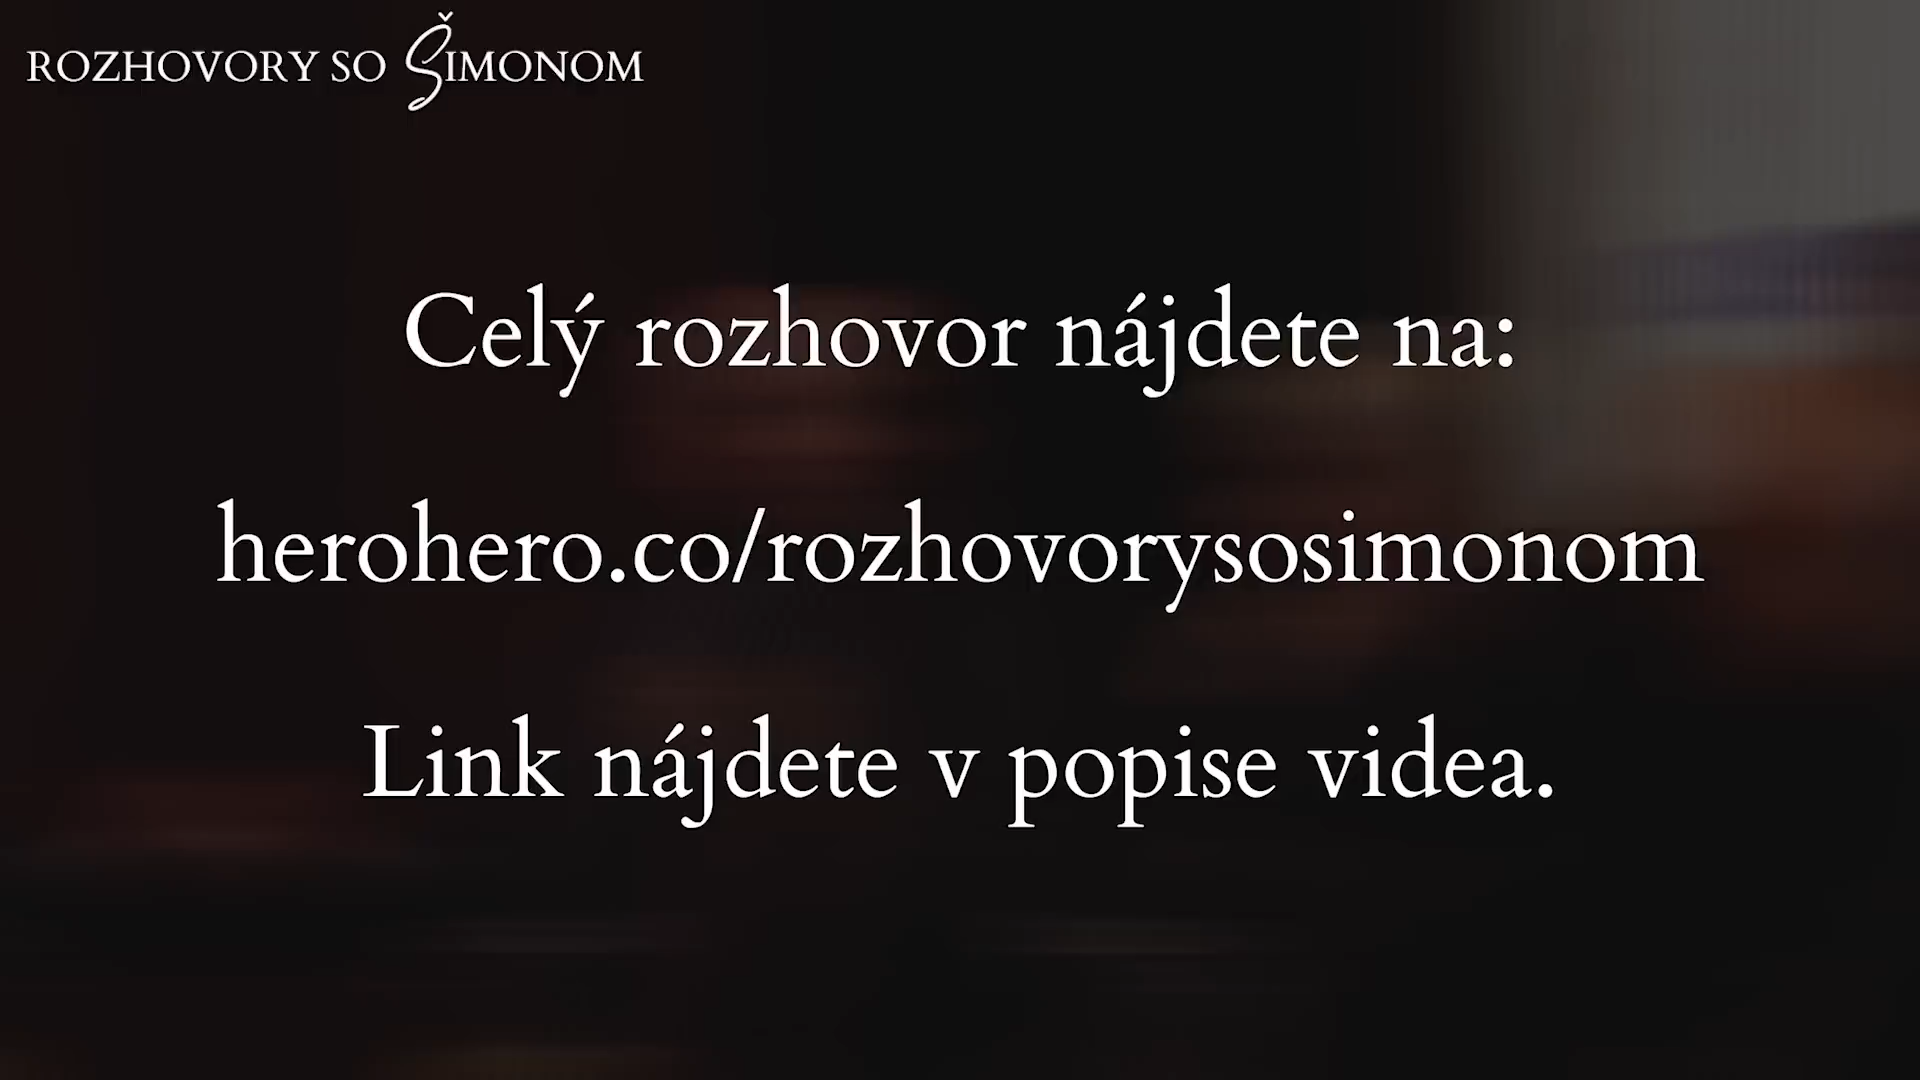 ROZHOVORY SO ŠIMONOM
Celý rozhovor nájdete na:
herohero.co/rozhovorysosimonom
Link nájdete v popise videa.